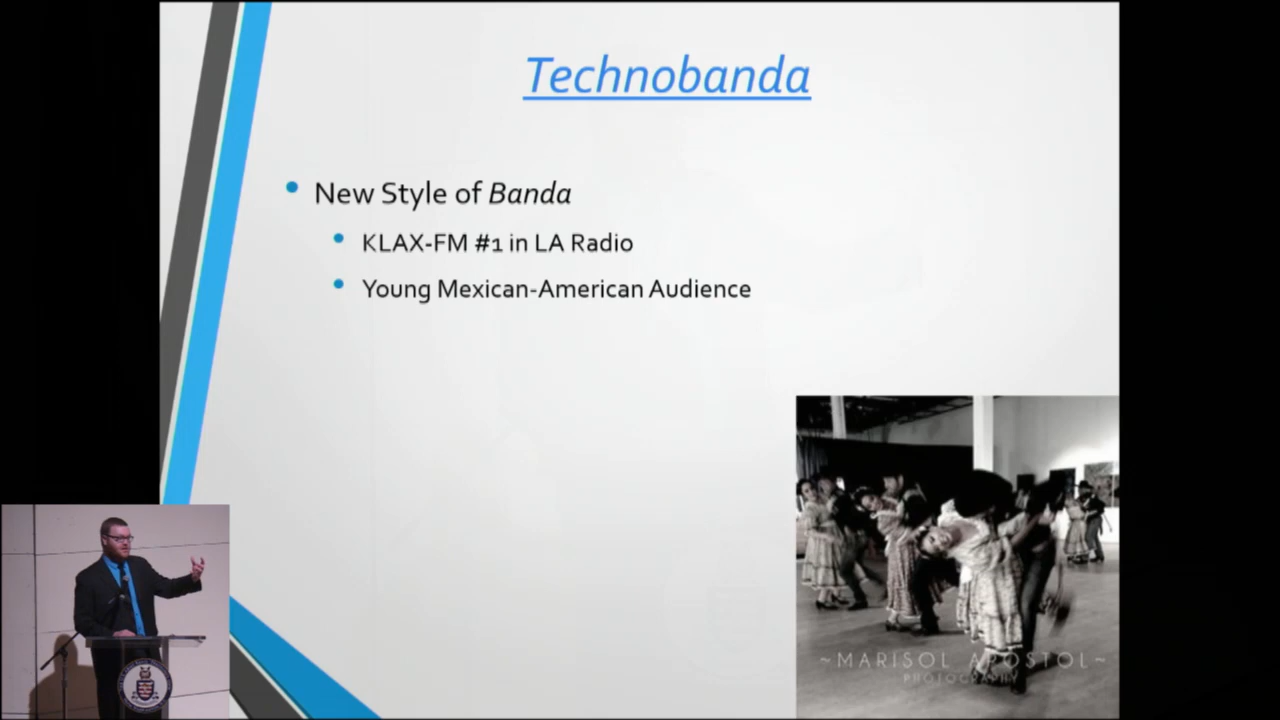 Technobanda
New Style of Banda
KLAX-FM #1 in LA Radio
Young Mexican-American Audience
~MARISOL APOSTOL~
PHOTOGRAPHY